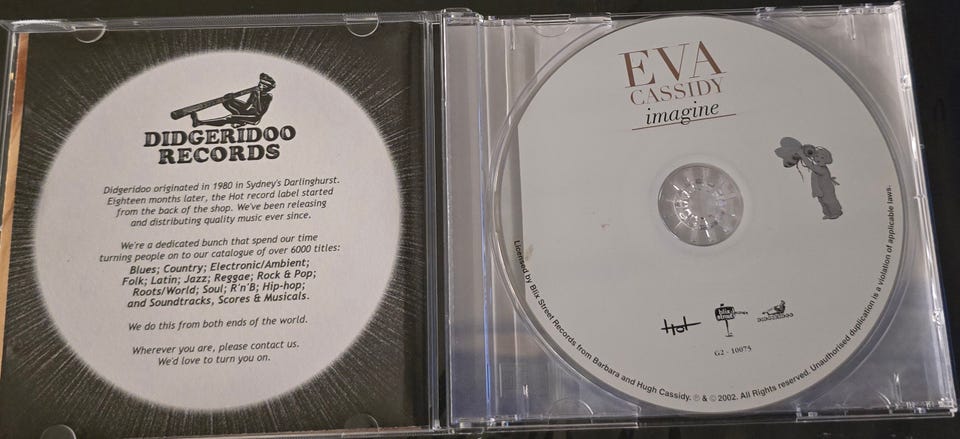 DIDGERIDOO
RECORDS
Didgeridoo originated in 1980 in Sydney's Darlinghurst.
Eighteen months later, the Hot record label started
from the back of the shop. We've been releasing
and distributing quality music ever since.
We're a dedicated bunch that spend our time
turning people on to our catalogue of over 6000 titles:
Blues; Country; Electronic/Ambient;
Folk; Latin; Jazz; Reggae; Rock & Pop;
Roots/World; Soul; R'n'B; Hip-hop;
and Soundtracks, Scores & Musicals.
We do this from both ends of the world.
Wherever you are, please contact us.
We'd love to turn you on.
EVA
CASSIDY
imagine
Hot
blix
street
G2 - 10075
Licensed by Blix Street Records from Barbara and Hugh Cassidy. ℗ & © 2002. All Rights reserved. Unauthorised duplication is a violation of applicable laws.